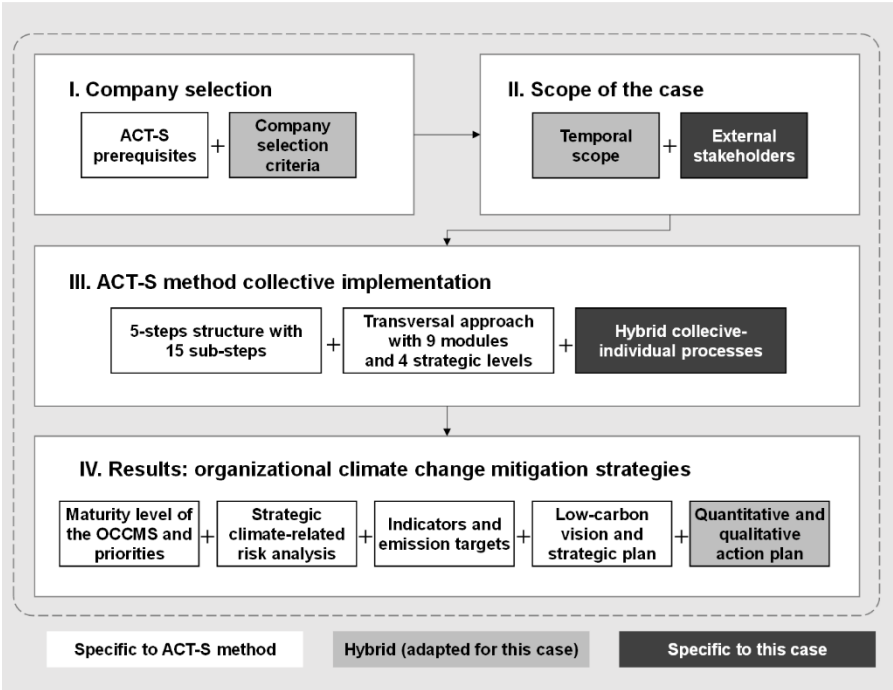 I. Company selection
ACT-S
prerequisites
+
Company
selection
criteria
II. Scope of the case
Temporal
scope
+
External
stakeholders
III. ACT-S method collective implementation
5-steps structure with
15 sub-steps
+
Transversal approach
with 9 modules
and 4 strategic levels
+
Hybrid collecive-
individual processes
IV. Results: organizational climate change mitigation strategies
Maturity level of
the OCCMS and
priorities
+
Strategic
climate-related
risk analysis
+
Indicators and
emission targets
+
Low-carbon
vision and
strategic plan
+
Quantitative and
qualitative
action plan
Specific to ACT-S method
Hybrid (adapted for this case)
Specific to this case